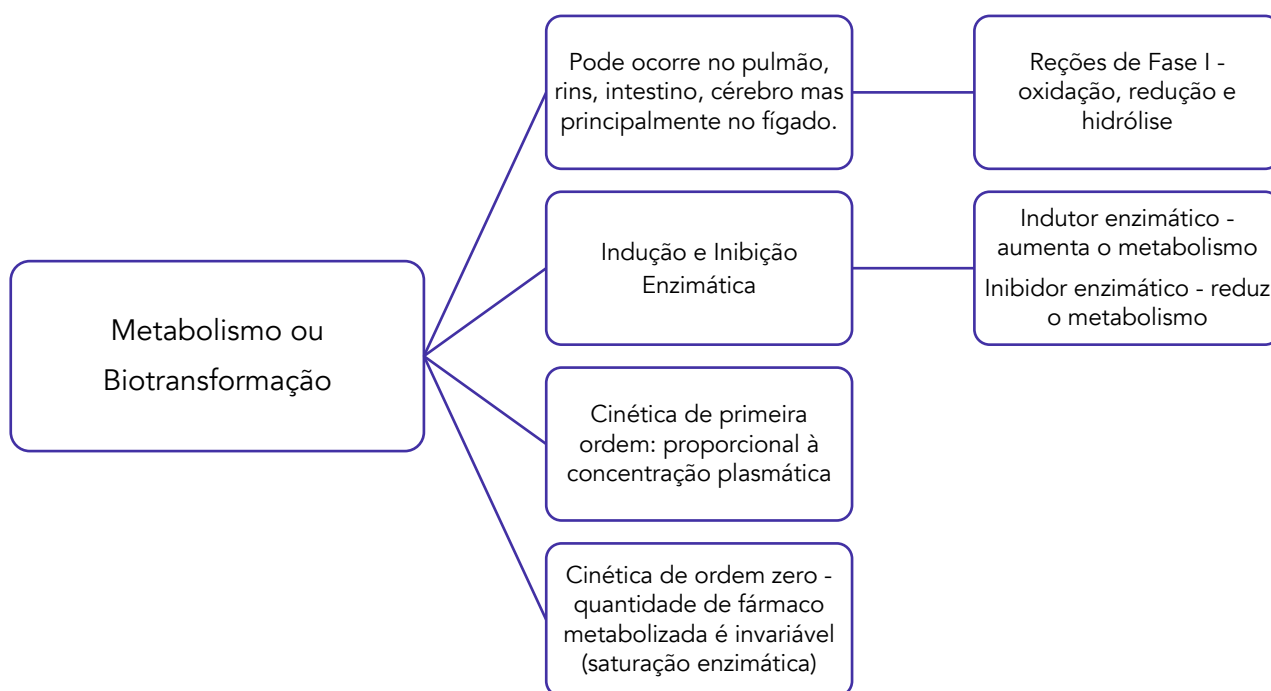 Metabolismo ou
Biotransformação
Pode ocorre no pulmão,
rins, intestino, cérebro mas
principalmente no fígado.
Reções de Fase I -
oxidação, redução e
hidrólise
Indução e Inibição
Enzimática
Indutor enzimático -
aumenta o metabolismo
Inibidor enzimático - reduz
o metabolismo
Cinética de primeira
ordem: proporcional à
concentração plasmática
Cinética de ordem zero -
quantidade de fármaco
metabolizada é invariável
(saturação enzimática)